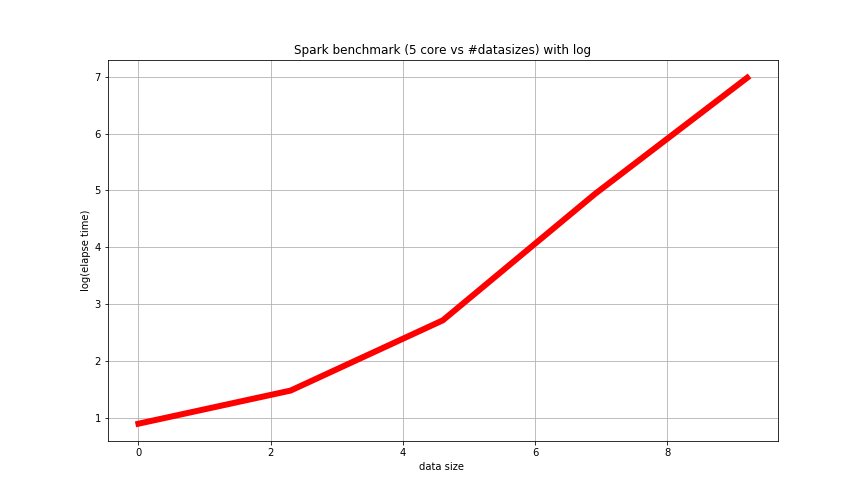 Spark benchmark (5 core vs #datasizes) with log
7
6
5
4
3
2
1
log(elapse time)
0 2 4 6 8
data size